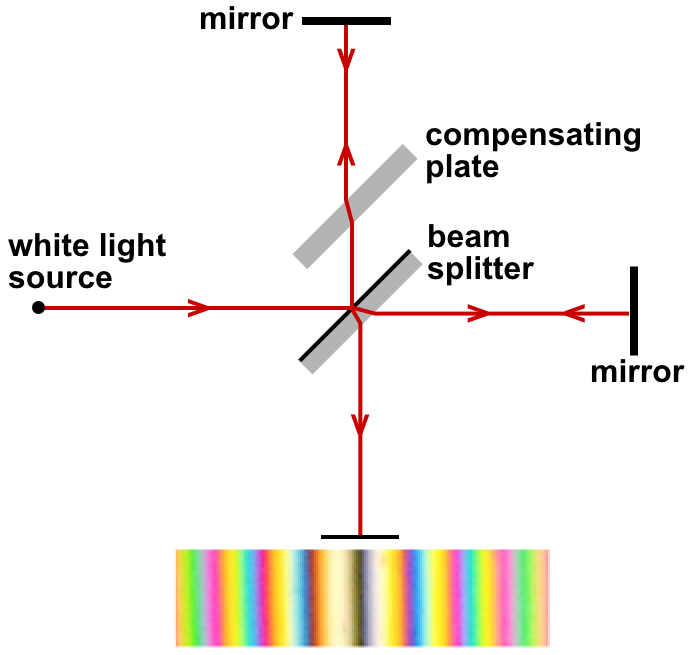 mirror
compensating
plate
white light
source
beam
splitter
mirror